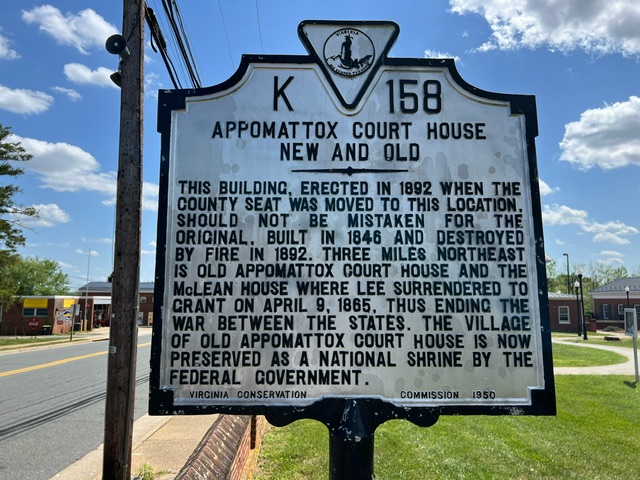 VIRGINIA
K 158
APPOMATTOX COURT HOUSE
NEW AND OLD
THIS BUILDING, ERECTED IN 1892 WHEN THE
COUNTY SEAT WAS MOVED TO THIS LOCATION,
SHOULD NOT BE MISTAKEN FOR THE
ORIGINAL, BUILT IN 1846 AND DESTROYED
BY FIRE IN 1892. THREE MILES NORTHEAST
IS OLD APPOMATTOX COURT HOUSE AND THE
McLEAN HOUSE WHERE LEE SURRENDERED TO
GRANT ON APRIL 9, 1865, THUS ENDING THE
WAR BETWEEN THE STATES. THE VILLAGE
OF OLD APPOMATTOX COURT HOUSE IS NOW
PRESERVED AS A NATIONAL SHRINE BY THE
FEDERAL GOVERNMENT.
VIRGINIA CONSERVATION COMMISSION 1950